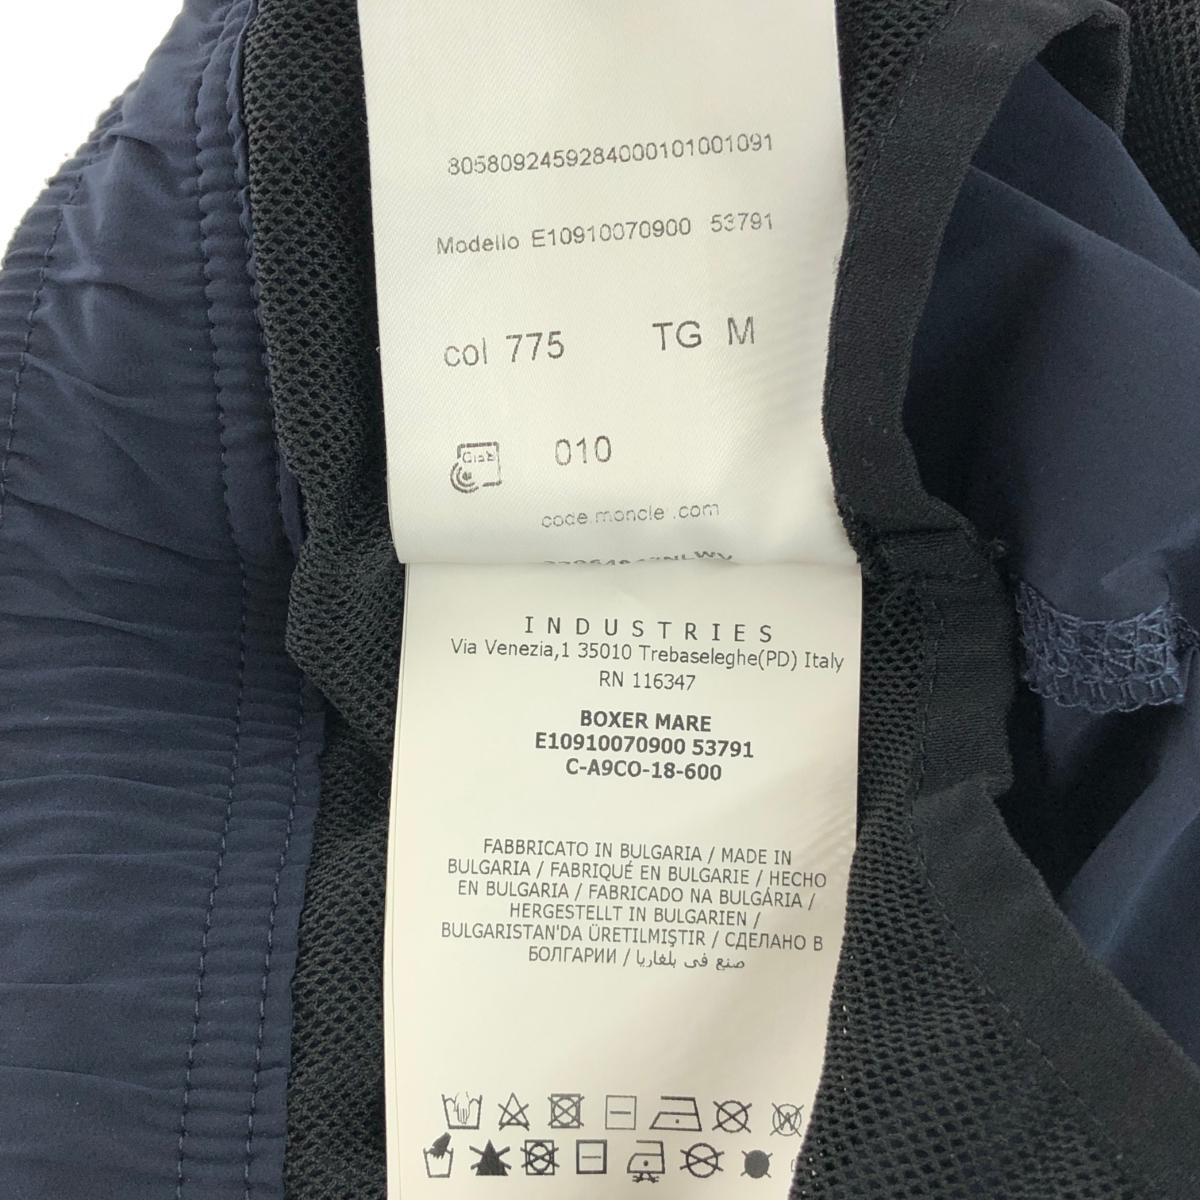 8058092459284000101001091
Modello E10910070900 53791
col 775 TG M
010
code.moncle .com
INDUSTRIES
Via Venezia,1 35010 Trebaseleghe(PD) Italy
RN 116347
BOXER MARE
E10910070900 53791
C-A9CO-18-600
FABBRICATO IN BULGARIA / MADE IN
BULGARIA / FABRIQUÉ EN BULGARIE / HECHO
EN BULGARIA / FABRICADO NA BULGÁRIA /
HERGESTELLT IN BULGARIEN /
BULGARISTAN'DA ÜRETILMIŞTIR / СДЕЛАНО В
БОЛГАРИИ / صنع في بلغاريا